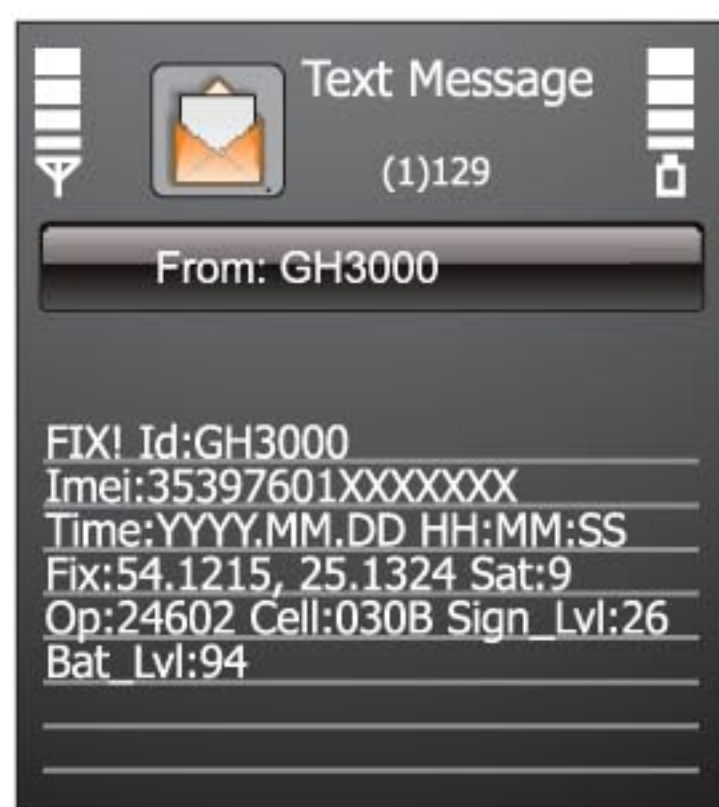 Text Message
(1)129
From: GH3000
FIX! Id:GH3000
Imei:35397601XXXXXXX
Time:YYYY.MM.DD HH:MM:SS
Fix:54.1215, 25.1324 Sat:9
Op:24602 Cell:030B Sign_Lvl:26
Bat_Lvl:94